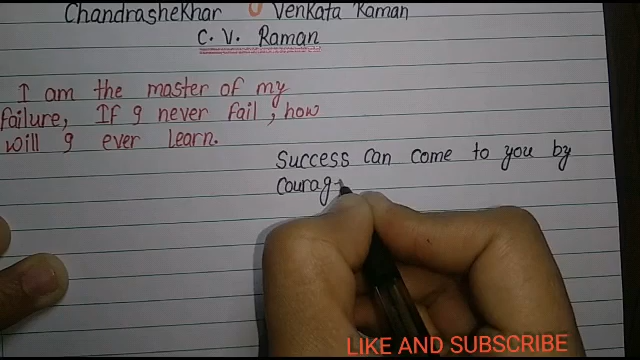 Chandrashekhar Venkata Raman
C. V. Raman
I am the master of my
failure, If I never fail, how
will I ever learn.
Success can come to you by
courag
LIKE AND SUBSCRIBE